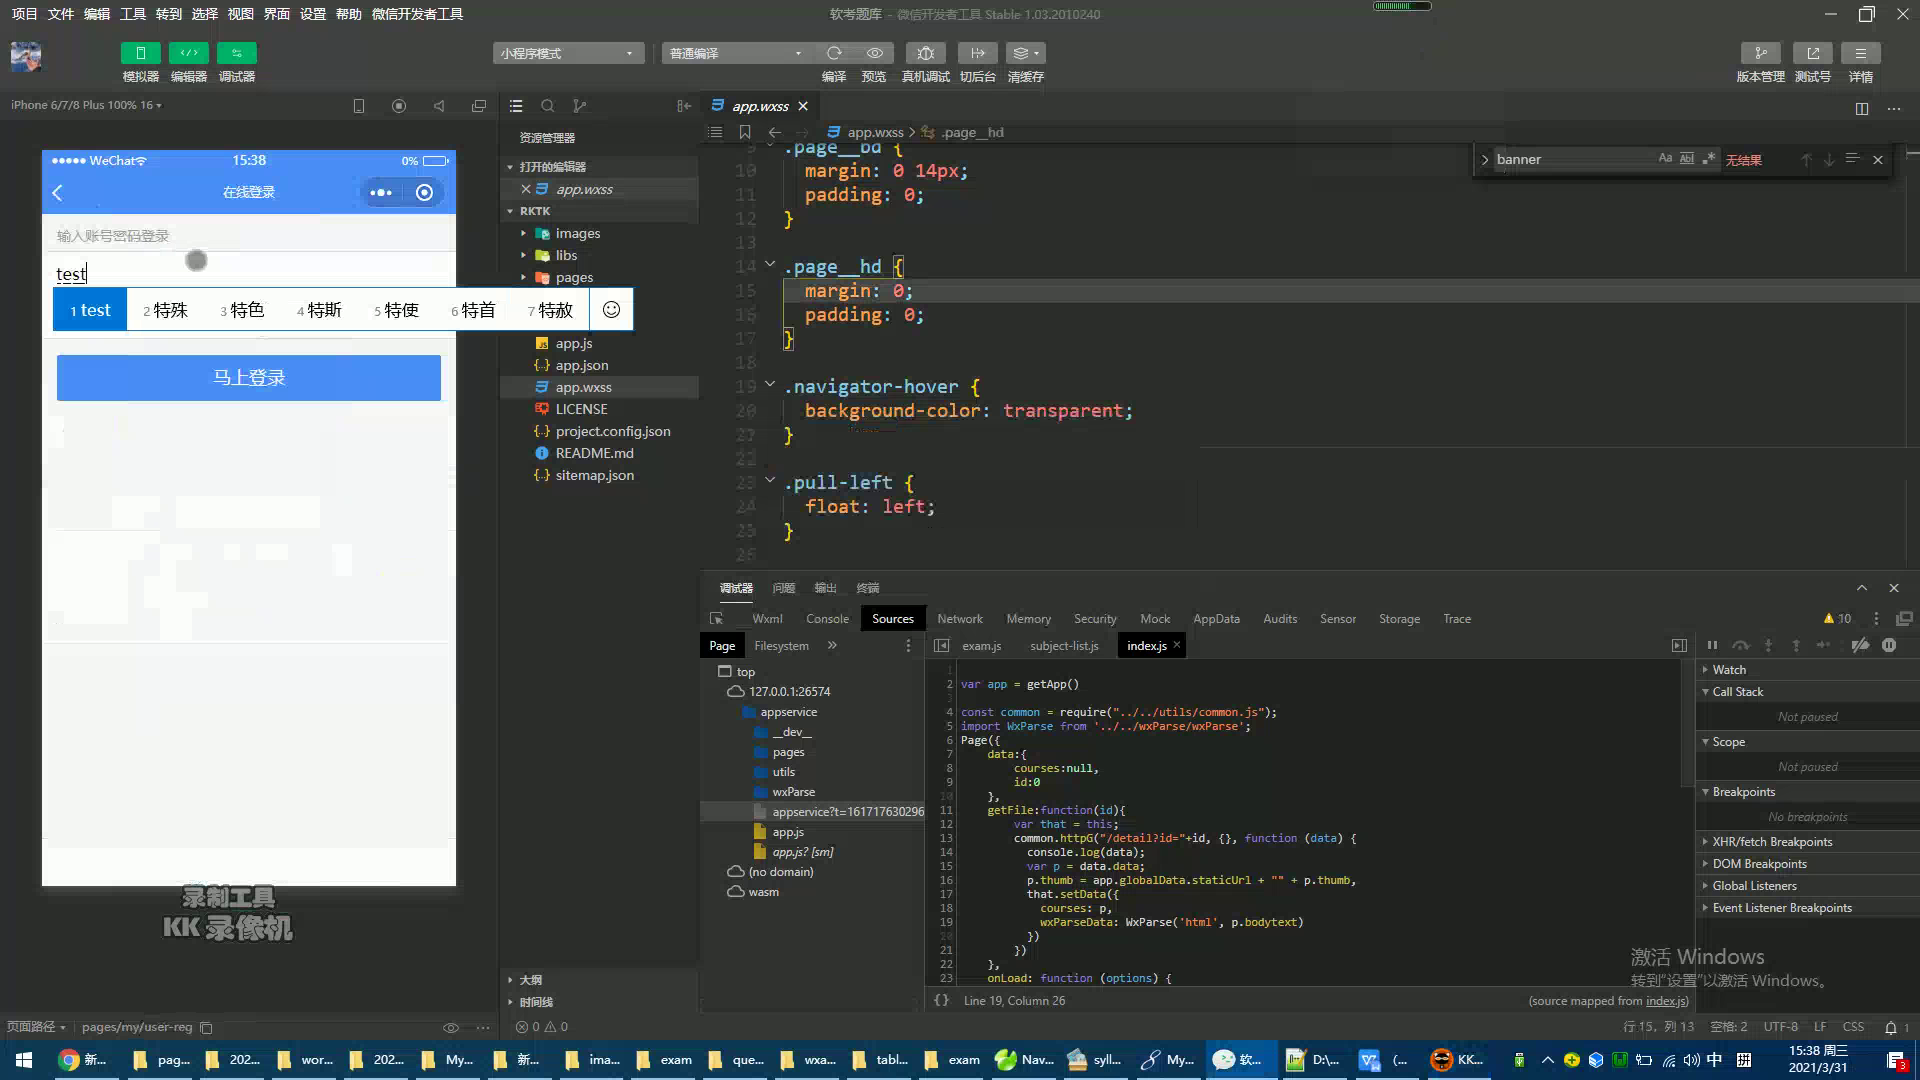 项目 文件 编辑 工具 转到 选择 视图 界面 设置 帮助 微信开发者工具
软考题库 - 微信开发者工具 Stable 1.03.2010240
小程序模式
普通编译
模拟器 编辑器 调试器
编译 预览 真机调试 切后台 清缓存
版本管理 测试号 详情
iPhone 6/7/8 Plus 100% 16
WeChat
15:38
0%
在线登录
输入账号密码登录
test
1 test 2 特殊 3 特色 4 特斯 5 特使 6 特首 7 特赦
马上登录
录制工具
KK 录像机
页面路径
pages/my/user-reg
资源管理器
打开的编辑器
app.wxss
RKTK
images
libs
pages
app.js
app.json
app.wxss
LICENSE
project.config.json
README.md
sitemap.json
大纲
时间线
0 0
app.wxss
app.wxss > .page__hd
banner
Aa Abl .* 无结果
9 .page__bd {
10 margin: 0 14px;
11 padding: 0;
12 }
13
14 .page__hd {
15 margin: 0;
16 padding: 0;
17 }
18
19 .navigator-hover {
20 background-color: transparent;
21 }
22
23 .pull-left {
24 float: left;
25 }
26
调试器 问题 输出 终端
Wxml Console Sources Network Memory Security Mock AppData Audits Sensor Storage Trace
10
Page Filesystem »
exam.js subject-list.js index.js
top
127.0.0.1:26574
appservice
__dev__
pages
utils
wxParse
appservice?t=161717630296
app.js
app.js? [sm]
(no domain)
wasm
1
2 var app = getApp()
3
4 const common = require("../../utils/common.js");
5 import WxParse from '../../wxParse/wxParse';
6 Page({
7 data:{
8 courses:null,
9 id:0
10 },
11 getFile:function(id){
12 var that = this;
13 common.httpG("/detail?id="+id, {}, function (data) {
14 console.log(data);
15 var p = data.data;
16 p.thumb = app.globalData.staticUrl + "" + p.thumb,
17 that.setData({
18 courses: p,
19 wxParseData: WxParse('html', p.bodytext)
20 })
21 })
22 },
23 onLoad: function (options) {
{} Line 19, Column 26
(source mapped from index.js)
Watch
Call Stack
Not paused
Scope
Not paused
Breakpoints
No breakpoints
XHR/fetch Breakpoints
DOM Breakpoints
Global Listeners
Event Listener Breakpoints
激活 Windows
转到"设置"以激活 Windows。
行 15，列 13 空格: 2 UTF-8 LF CSS 1
新... pag... 202... wor... 202... My... 新... ima... exam que... wxa... tabl... exam Nav... syll... My... 软... D:\... (... KK...
中 拼
15:38 周三
2021/3/31
3